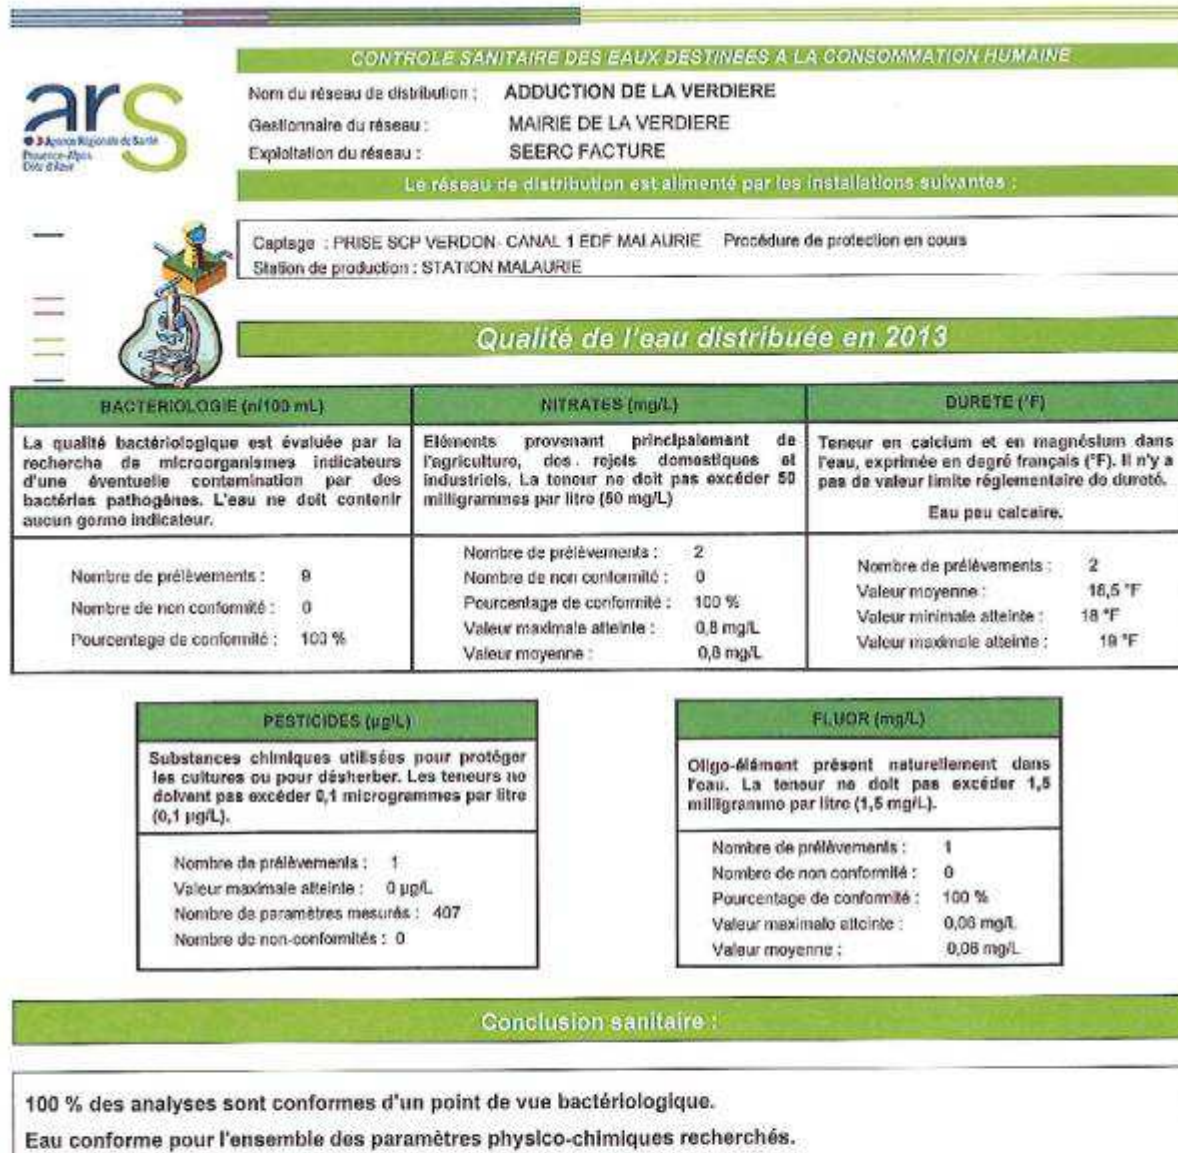 CONTROLE SANITAIRE DES EAUX DESTINEES A LA CONSOMMATION HUMAINE
ars
Agence Régionale de Santé
Provence-Alpes
Côte d'Azur
Nom du réseau de distribution : ADDUCTION DE LA VERDIERE
Gestionnaire du réseau : MAIRIE DE LA VERDIERE
Exploitation du réseau : SEERC FACTURE
Le réseau de distribution est alimenté par les installations suivantes :
Captage : PRISE SCP VERDON- CANAL 1 EDF MALAURIE Procédure de protection en cours
Station de production : STATION MALAURIE
Qualité de l'eau distribuée en 2013
BACTERIOLOGIE (n/100 mL)
La qualité bactériologique est évaluée par la
recherche de microorganismes indicateurs
d'une éventuelle contamination par des
bactéries pathogènes. L'eau ne doit contenir
aucun germe indicateur.
Nombre de prélèvements : 9
Nombre de non conformité : 0
Pourcentage de conformité : 100 %
NITRATES (mg/L)
Eléments provenant principalement de
l'agriculture, des rejets domestiques et
industriels. La teneur ne doit pas excéder 50
milligrammes par litre (50 mg/L)
Nombre de prélèvements : 2
Nombre de non conformité : 0
Pourcentage de conformité : 100 %
Valeur maximale atteinte : 0,8 mg/L
Valeur moyenne : 0,8 mg/L
DURETE (°F)
Teneur en calcium et en magnésium dans
l'eau, exprimée en degré français (°F). Il n'y a
pas de valeur limite réglementaire de dureté.
Eau peu calcaire.
Nombre de prélèvements : 2
Valeur moyenne : 18,5 °F
Valeur minimale atteinte : 18 °F
Valeur maximale atteinte : 19 °F
PESTICIDES (µg/L)
Substances chimiques utilisées pour protéger
les cultures ou pour désherber. Les teneurs ne
doivent pas excéder 0,1 microgrammes par litre
(0,1 µg/L).
Nombre de prélèvements : 1
Valeur maximale atteinte : 0 µg/L
Nombre de paramètres mesurés : 407
Nombre de non-conformités : 0
FLUOR (mg/L)
Oligo-élément présent naturellement dans
l'eau. La teneur ne doit pas excéder 1,5
milligramme par litre (1,5 mg/L).
Nombre de prélèvements : 1
Nombre de non conformité : 0
Pourcentage de conformité : 100 %
Valeur maximale atteinte : 0,06 mg/L
Valeur moyenne : 0,06 mg/L
Conclusion sanitaire :
100 % des analyses sont conformes d'un point de vue bactériologique.
Eau conforme pour l'ensemble des paramètres physico-chimiques recherchés.